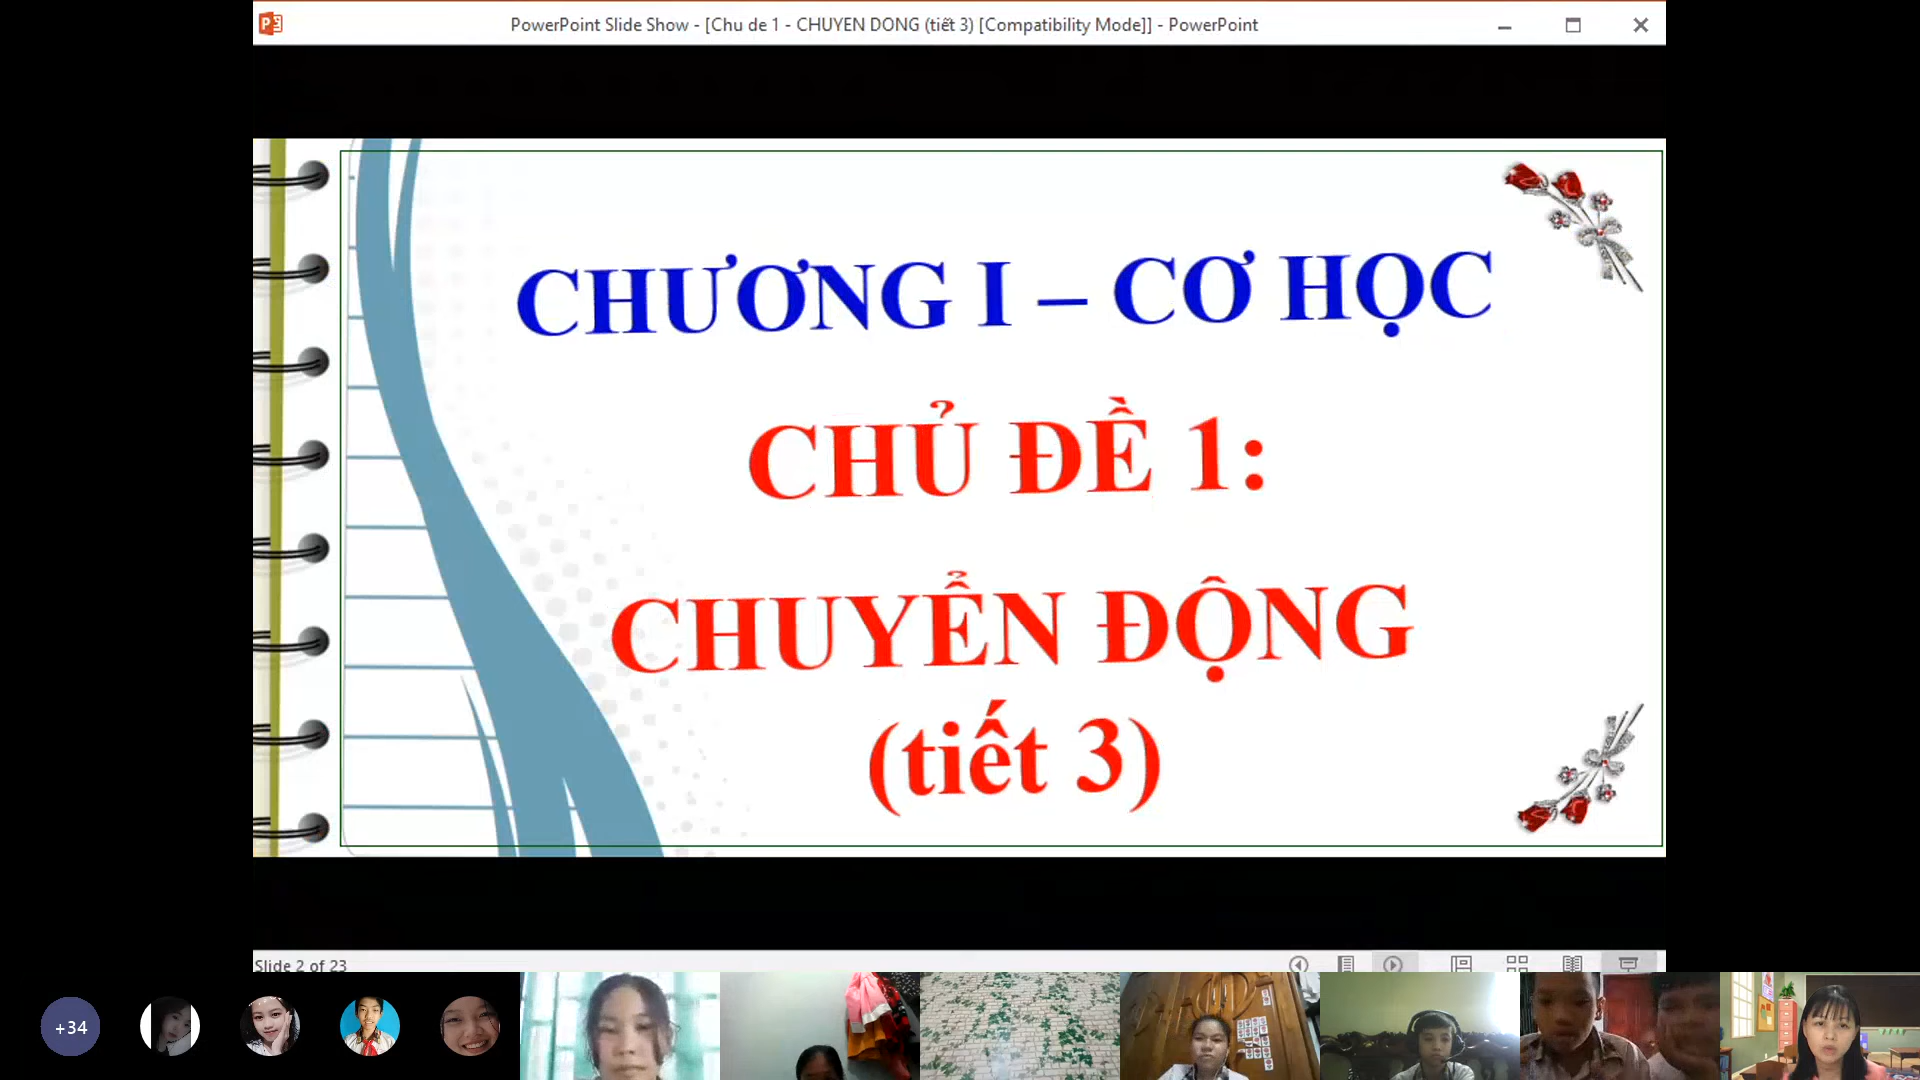 PowerPoint Slide Show - [Chu de 1 - CHUYEN DONG (tiết 3) [Compatibility Mode]] - PowerPoint
CHƯƠNG I – CƠ HỌC
CHỦ ĐỀ 1:
CHUYỂN ĐỘNG
(tiết 3)
Slide 2 of 23
+34